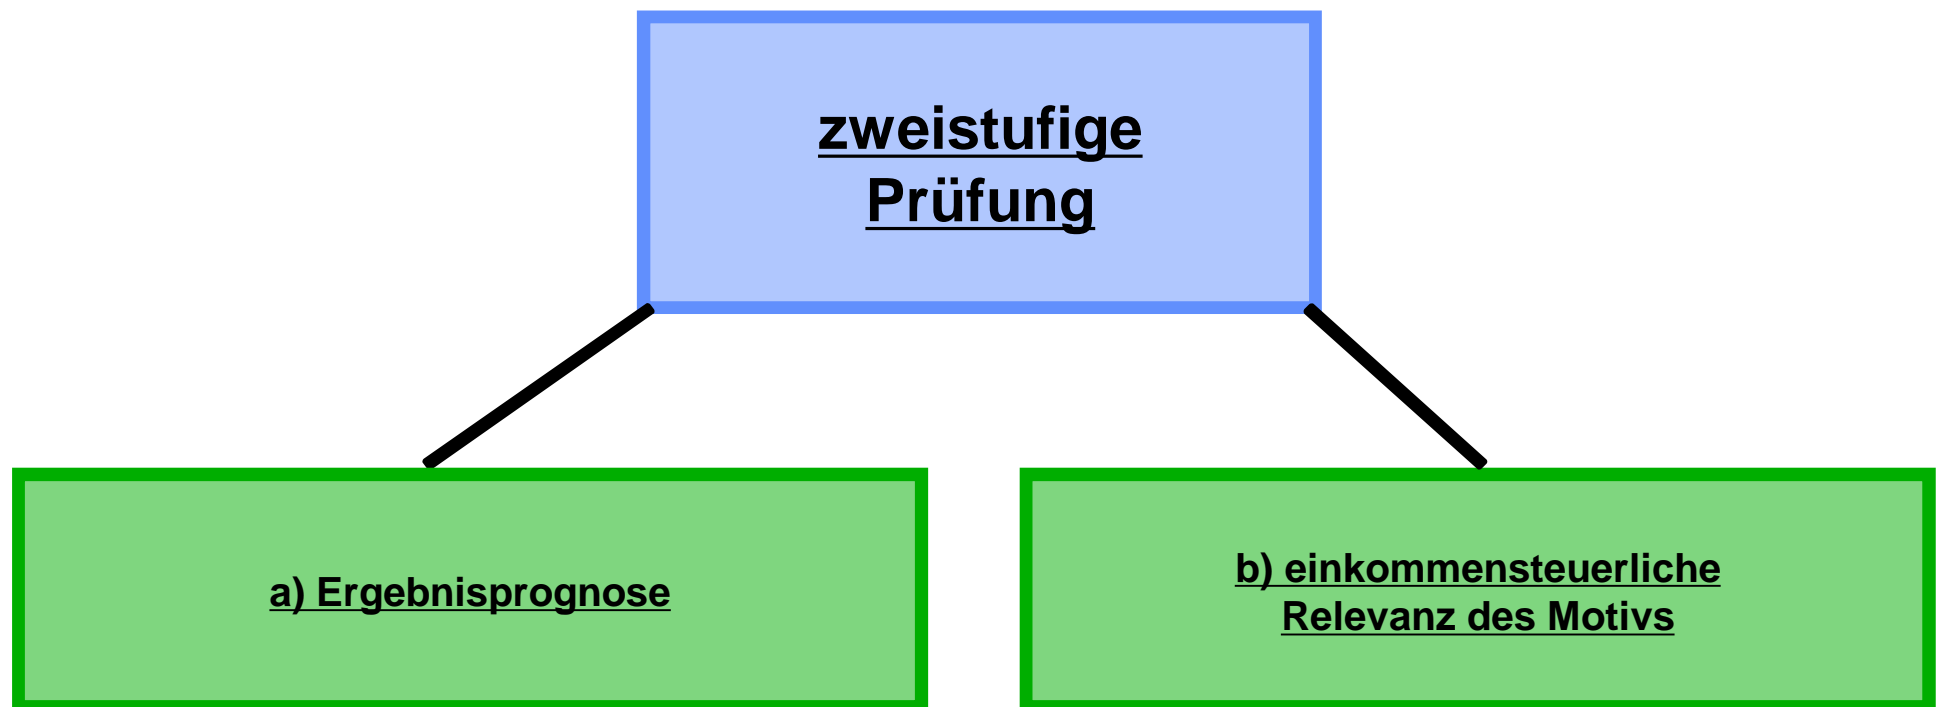 zweistufige
Prüfung
a) Ergebnisprognose
b) einkommensteuerliche
Relevanz des Motivs